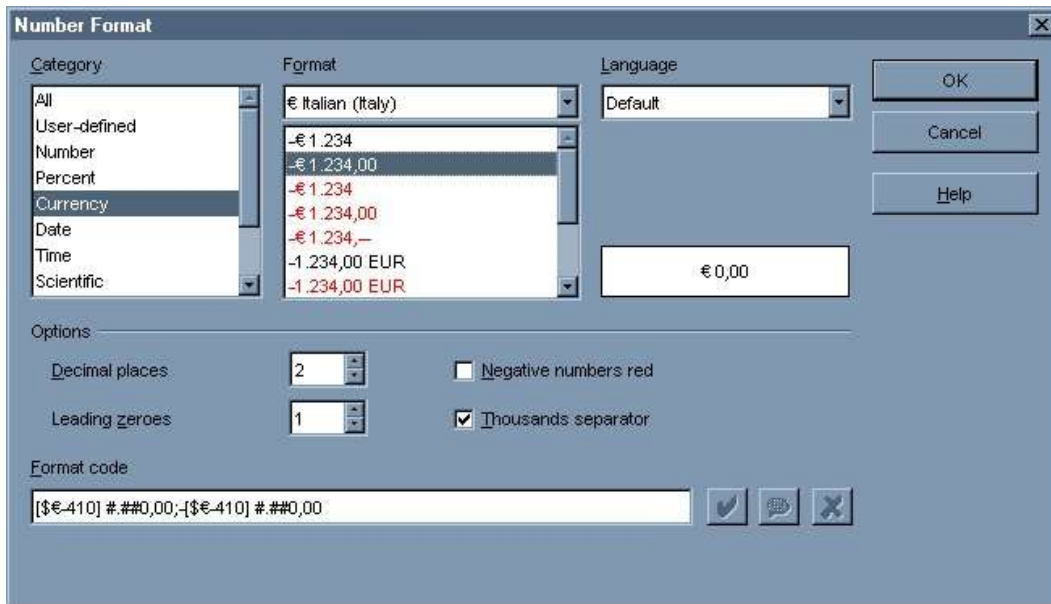 Number Format
Category
All
User-defined
Number
Percent
Currency
Date
Time
Scientific
Format
€ Italian (Italy)
-€ 1.234
-€ 1.234,00
-€ 1.234
-€ 1.234,00
-€ 1.234,--
-1.234,00 EUR
-1.234,00 EUR
Language
Default
€ 0,00
OK
Cancel
Help
Options
Decimal places
2
Negative numbers red
Leading zeroes
1
Thousands separator
Format code
[$€-410] #.##0,00;-[$€-410] #.##0,00